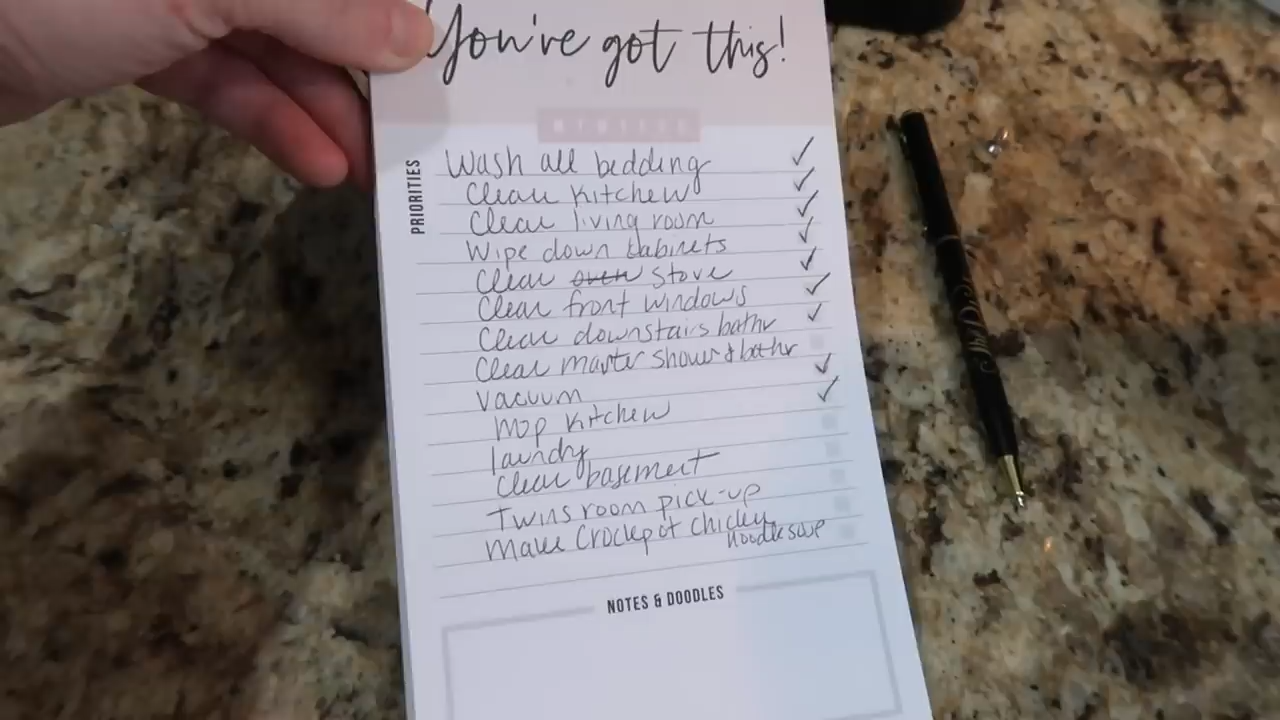 You've got this!
M T W T F S S
PRIORITIES
Wash all bedding ✓
Clean Kitchen ✓
Clean living room ✓
Wipe down cabinets ✓
Clean oven stove ✓
Clean front windows ✓
Clean downstairs bathr ✓
Clean master shower & bathr
Vacuum ✓
Mop Kitchen ✓
laundry
Clean basement
Twins room pick-up
Make Crockpot chicken
noodle soup
NOTES & DOODLES